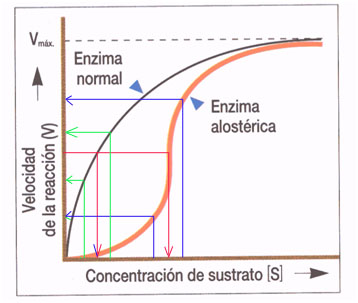 Vmáx.
Enzima
normal
Enzima
alostérica
Velocidad
de la reacción (V)
Concentración de sustrato [S]